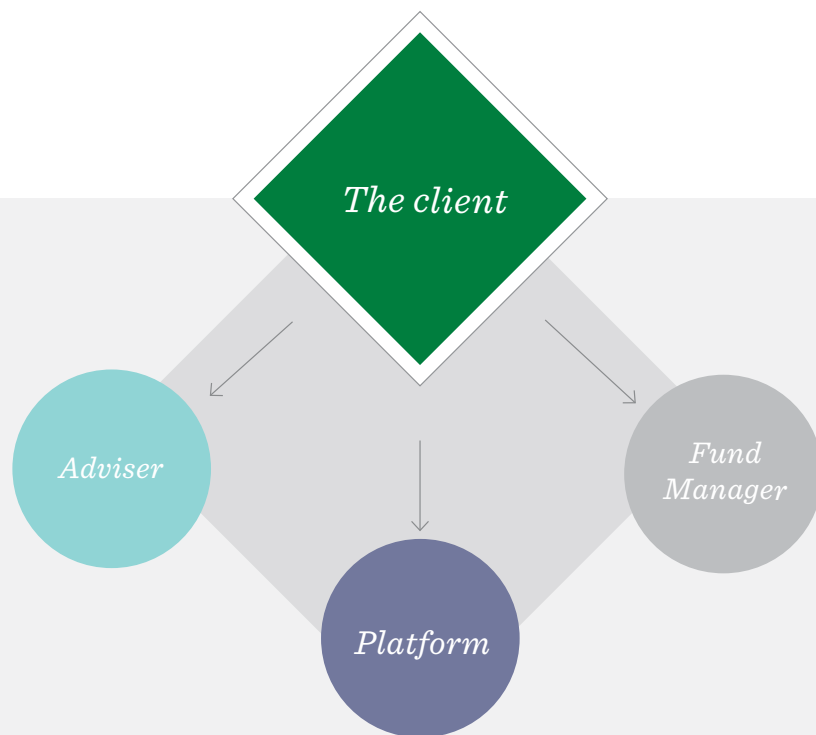 The client
Adviser
Fund
Manager
Platform